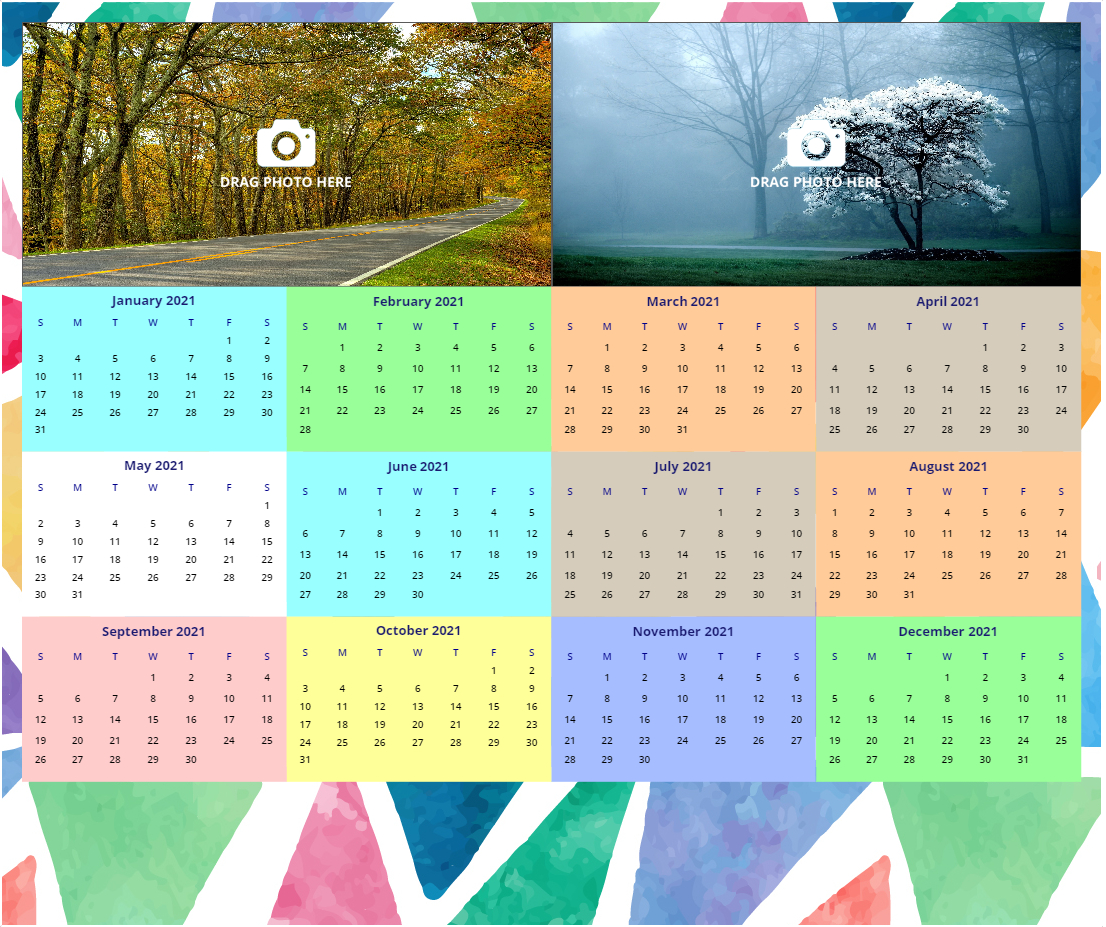 DRAG PHOTO HERE
DRAG PHOTO HERE
January 2021
S M T W T F S
1 2
3 4 5 6 7 8 9
10 11 12 13 14 15 16
17 18 19 20 21 22 23
24 25 26 27 28 29 30
31
February 2021
S M T W T F S
1 2 3 4 5 6
7 8 9 10 11 12 13
14 15 16 17 18 19 20
21 22 23 24 25 26 27
28
March 2021
S M T W T F S
1 2 3 4 5 6
7 8 9 10 11 12 13
14 15 16 17 18 19 20
21 22 23 24 25 26 27
28 29 30 31
April 2021
S M T W T F S
1 2 3
4 5 6 7 8 9 10
11 12 13 14 15 16 17
18 19 20 21 22 23 24
25 26 27 28 29 30
May 2021
S M T W T F S
1
2 3 4 5 6 7 8
9 10 11 12 13 14 15
16 17 18 19 20 21 22
23 24 25 26 27 28 29
30 31
June 2021
S M T W T F S
1 2 3 4 5
6 7 8 9 10 11 12
13 14 15 16 17 18 19
20 21 22 23 24 25 26
27 28 29 30
July 2021
S M T W T F S
1 2 3
4 5 6 7 8 9 10
11 12 13 14 15 16 17
18 19 20 21 22 23 24
25 26 27 28 29 30 31
August 2021
S M T W T F S
1 2 3 4 5 6 7
8 9 10 11 12 13 14
15 16 17 18 19 20 21
22 23 24 25 26 27 28
29 30 31
September 2021
S M T W T F S
1 2 3 4
5 6 7 8 9 10 11
12 13 14 15 16 17 18
19 20 21 22 23 24 25
26 27 28 29 30
October 2021
S M T W T F S
1 2
3 4 5 6 7 8 9
10 11 12 13 14 15 16
17 18 19 20 21 22 23
24 25 26 27 28 29 30
31
November 2021
S M T W T F S
1 2 3 4 5 6
7 8 9 10 11 12 13
14 15 16 17 18 19 20
21 22 23 24 25 26 27
28 29 30
December 2021
S M T W T F S
1 2 3 4
5 6 7 8 9 10 11
12 13 14 15 16 17 18
19 20 21 22 23 24 25
26 27 28 29 30 31